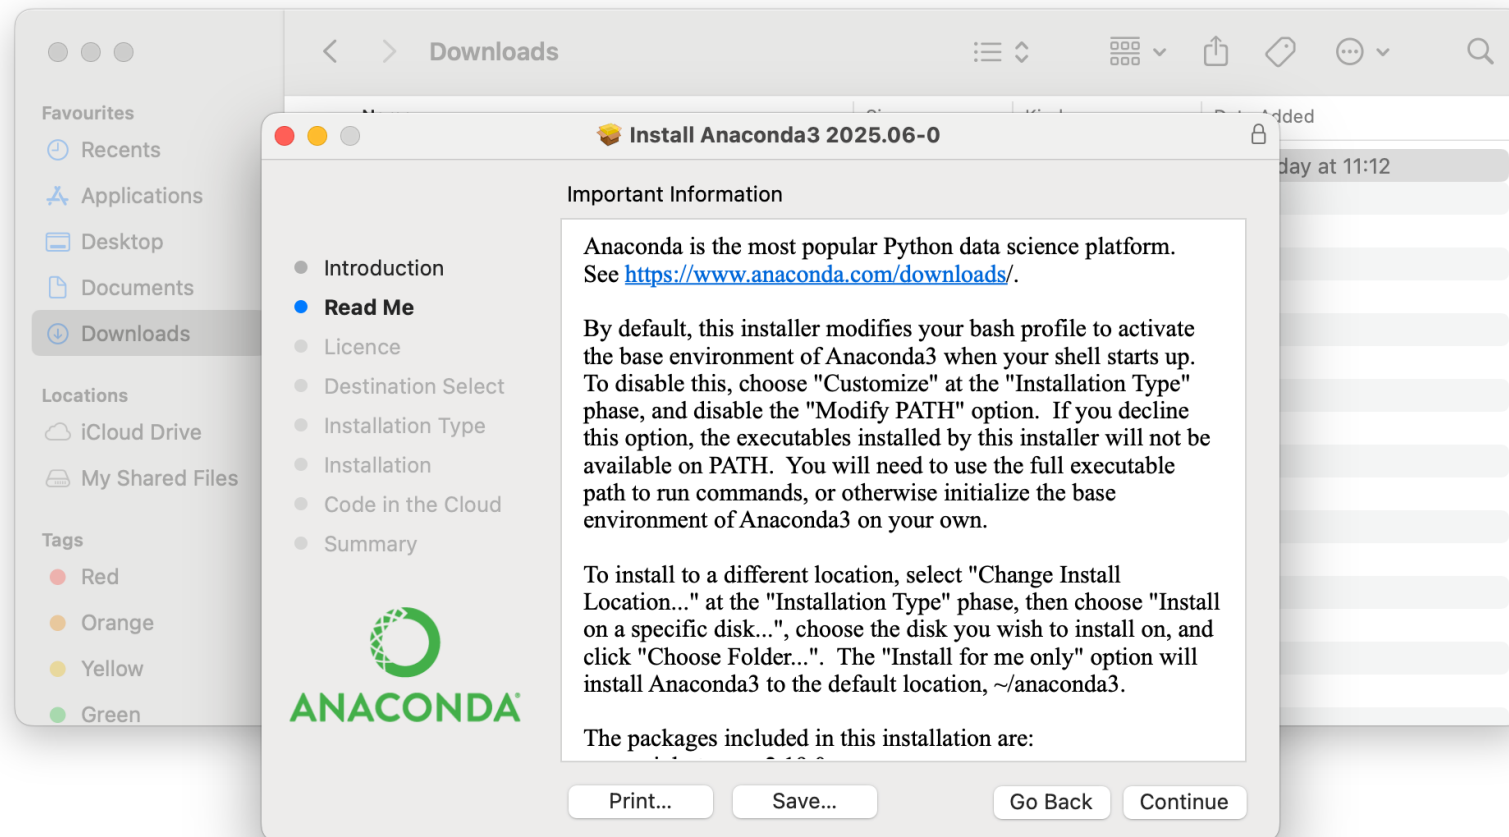 Downloads
Favourites
Recents
Applications
Desktop
Documents
Downloads
Locations
iCloud Drive
My Shared Files
Tags
Red
Orange
Yellow
Green
Added
day at 11:12
Install Anaconda3 2025.06-0
Important Information
Introduction
Read Me
Licence
Destination Select
Installation Type
Installation
Code in the Cloud
Summary
ANACONDA
Anaconda is the most popular Python data science platform.
See https://www.anaconda.com/downloads/.
By default, this installer modifies your bash profile to activate
the base environment of Anaconda3 when your shell starts up.
To disable this, choose "Customize" at the "Installation Type"
phase, and disable the "Modify PATH" option.  If you decline
this option, the executables installed by this installer will not be
available on PATH.  You will need to use the full executable
path to run commands, or otherwise initialize the base
environment of Anaconda3 on your own.
To install to a different location, select "Change Install
Location..." at the "Installation Type" phase, then choose "Install
on a specific disk...", choose the disk you wish to install on, and
click "Choose Folder...".  The "Install for me only" option will
install Anaconda3 to the default location, ~/anaconda3.
The packages included in this installation are:
Print...
Save...
Go Back
Continue